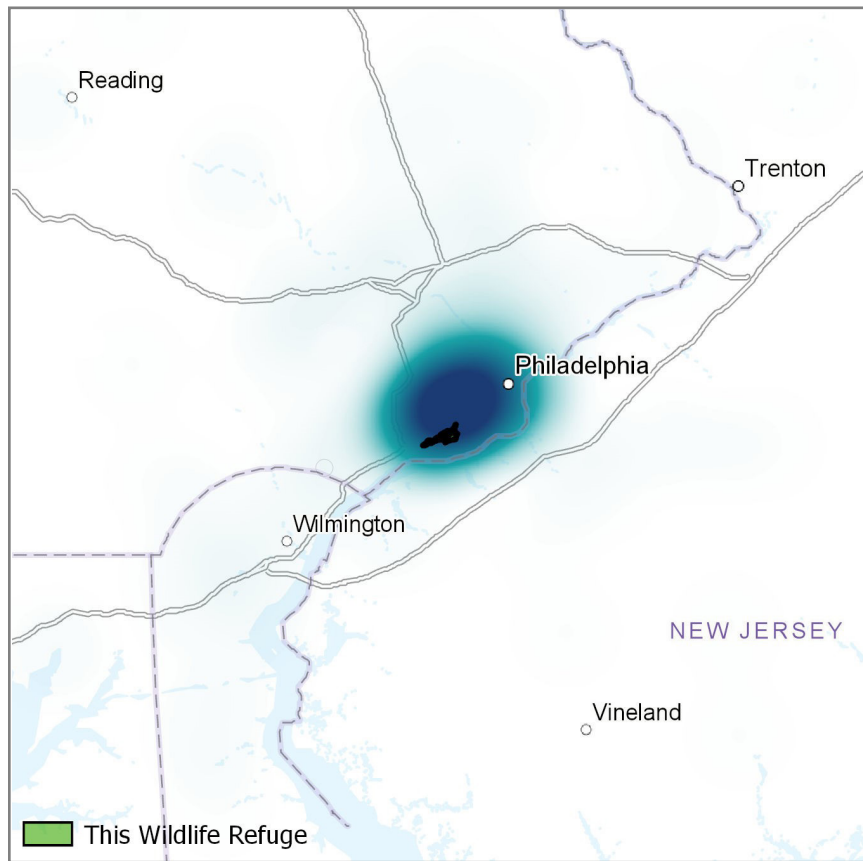 Reading
Trenton
Philadelphia
Wilmington
NEW JERSEY
Vineland
This Wildlife Refuge